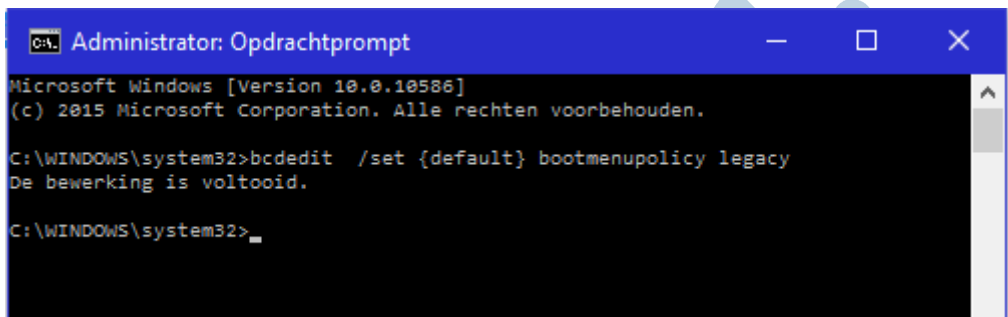 Administrator: Opdrachtprompt
Microsoft Windows [Version 10.0.10586]
(c) 2015 Microsoft Corporation. Alle rechten voorbehouden.
C:\WINDOWS\system32>bcdedit  /set {default} bootmenupolicy legacy
De bewerking is voltooid.
C:\WINDOWS\system32>_